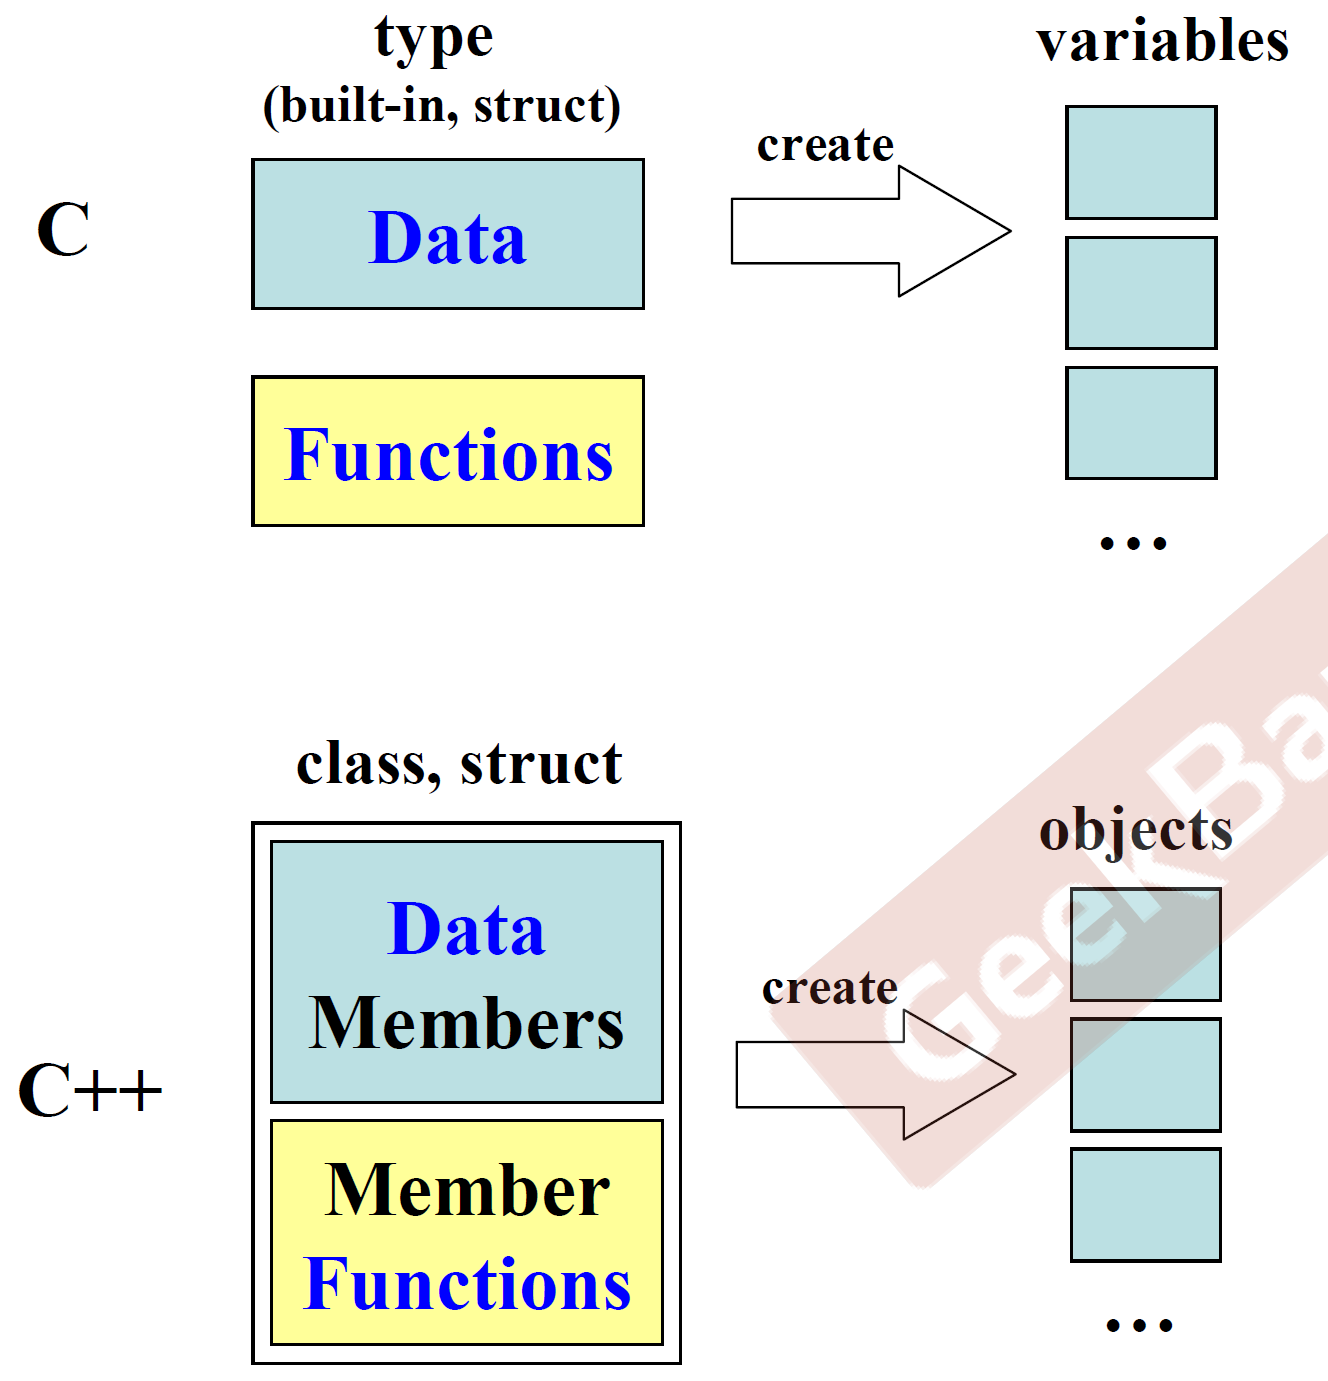 type
(built-in, struct)
variables
create
C
Data
Functions
...
class, struct
objects
Data
Members
create
C++
Member
Functions
...
GeekBa